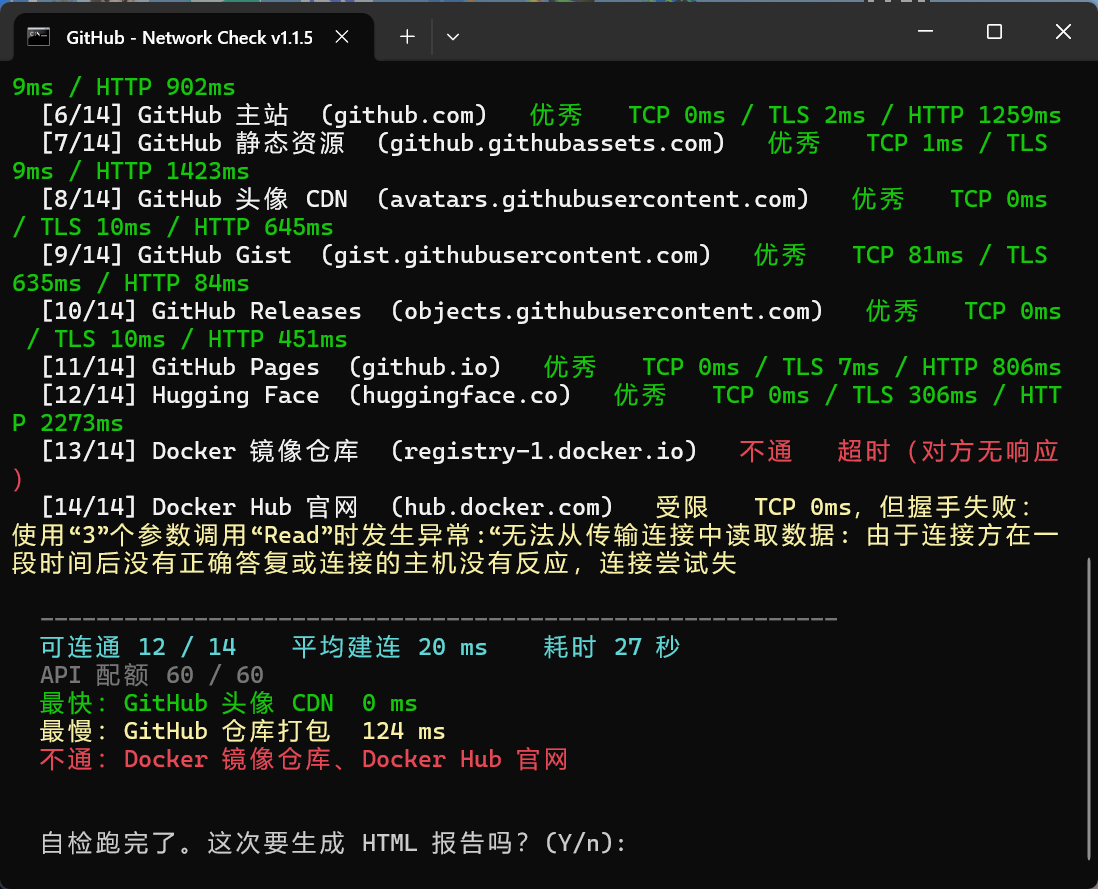 GitHub - Network Check v1.1.5
9ms / HTTP 902ms
[6/14] GitHub 主站 (github.com) 优秀 TCP 0ms / TLS 2ms / HTTP 1259ms
[7/14] GitHub 静态资源 (github.githubassets.com) 优秀 TCP 1ms / TLS
9ms / HTTP 1423ms
[8/14] GitHub 头像 CDN (avatars.githubusercontent.com) 优秀 TCP 0ms
/ TLS 10ms / HTTP 645ms
[9/14] GitHub Gist (gist.githubusercontent.com) 优秀 TCP 81ms / TLS
635ms / HTTP 84ms
[10/14] GitHub Releases (objects.githubusercontent.com) 优秀 TCP 0ms
/ TLS 10ms / HTTP 451ms
[11/14] GitHub Pages (github.io) 优秀 TCP 0ms / TLS 7ms / HTTP 806ms
[12/14] Hugging Face (huggingface.co) 优秀 TCP 0ms / TLS 306ms / HTT
P 2273ms
[13/14] Docker 镜像仓库 (registry-1.docker.io) 不通 超时（对方无响应
）
[14/14] Docker Hub 官网 (hub.docker.com) 受限 TCP 0ms，但握手失败：
使用“3”个参数调用“Read”时发生异常:“无法从传输连接中读取数据: 由于连接方在一
段时间后没有正确答复或连接的主机没有反应，连接尝试失
---------------------------------------------------------
可连通 12 / 14 平均建连 20 ms 耗时 27 秒
API 配额 60 / 60
最快：GitHub 头像 CDN 0 ms
最慢：GitHub 仓库打包 124 ms
不通：Docker 镜像仓库、Docker Hub 官网
自检跑完了。这次要生成 HTML 报告吗？(Y/n):